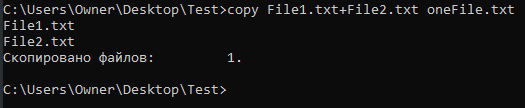 C:\Users\Owner\Desktop\Test>copy File1.txt+File2.txt oneFile.txt
File1.txt
File2.txt
Скопировано файлов:         1.
C:\Users\Owner\Desktop\Test>